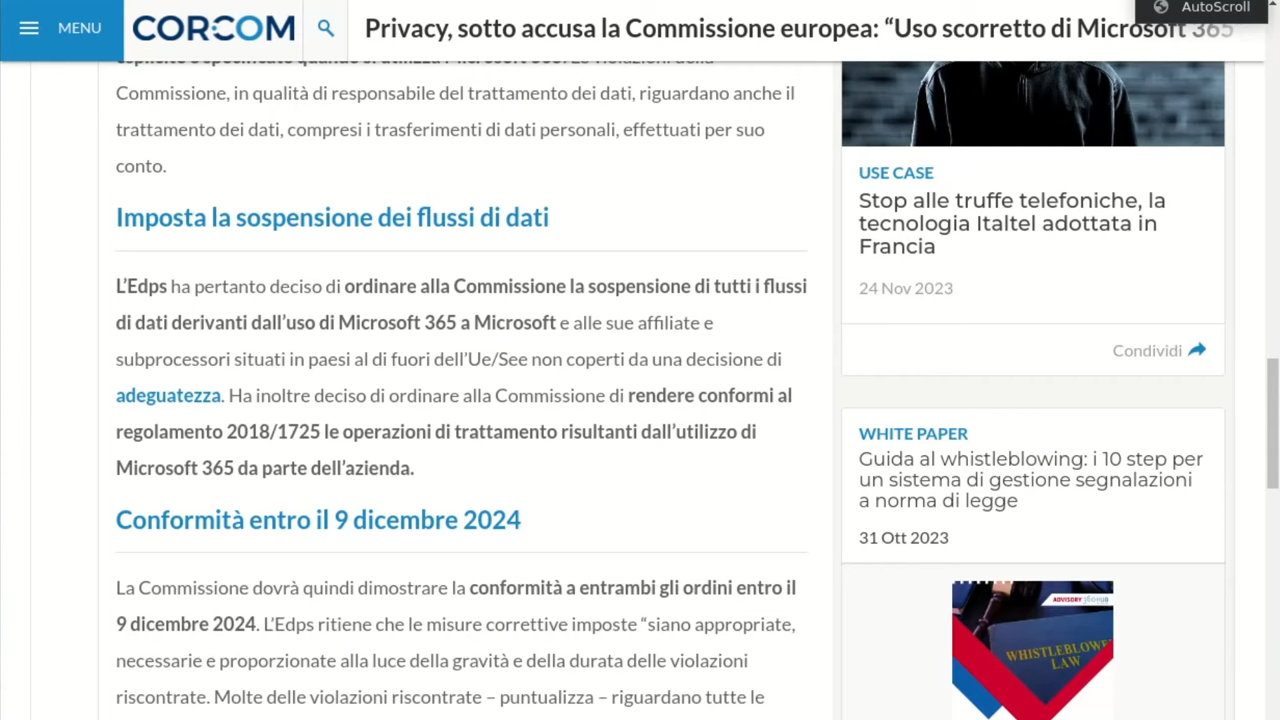 MENU
CORCOM
Privacy, sotto accusa la Commissione europea: “Uso scorretto di Microsoft 365
AutoScroll
Commissione, in qualità di responsabile del trattamento dei dati, riguardano anche il
trattamento dei dati, compresi i trasferimenti di dati personali, effettuati per suo
conto.
Imposta la sospensione dei flussi di dati
L’Edps ha pertanto deciso di ordinare alla Commissione la sospensione di tutti i flussi
di dati derivanti dall’uso di Microsoft 365 a Microsoft e alle sue affiliate e
subprocessori situati in paesi al di fuori dell’Ue/See non coperti da una decisione di
adeguatezza. Ha inoltre deciso di ordinare alla Commissione di rendere conformi al
regolamento 2018/1725 le operazioni di trattamento risultanti dall’utilizzo di
Microsoft 365 da parte dell’azienda.
Conformità entro il 9 dicembre 2024
La Commissione dovrà quindi dimostrare la conformità a entrambi gli ordini entro il
9 dicembre 2024. L’Edps ritiene che le misure correttive imposte “siano appropriate,
necessarie e proporzionate alla luce della gravità e della durata delle violazioni
riscontrate. Molte delle violazioni riscontrate – puntualizza – riguardano tutte le
USE CASE
Stop alle truffe telefoniche, la
tecnologia Italtel adottata in
Francia
24 Nov 2023
Condividi
WHITE PAPER
Guida al whistleblowing: i 10 step per
un sistema di gestione segnalazioni
a norma di legge
31 Ott 2023
ADVISORY
WHISTLEBLOWE
LAW